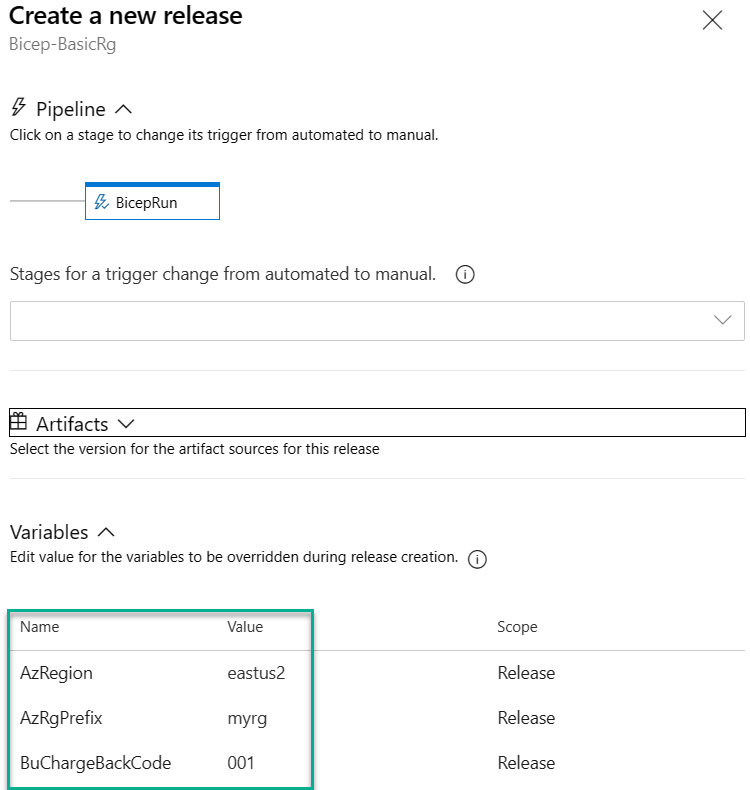 Create a new release
Bicep-BasicRg
Pipeline
Click on a stage to change its trigger from automated to manual.
BicepRun
Stages for a trigger change from automated to manual.
Artifacts
Select the version for the artifact sources for this release
Variables
Edit value for the variables to be overridden during release creation.
Name Value Scope
AzRegion eastus2 Release
AzRgPrefix myrg Release
BuChargeBackCode 001 Release